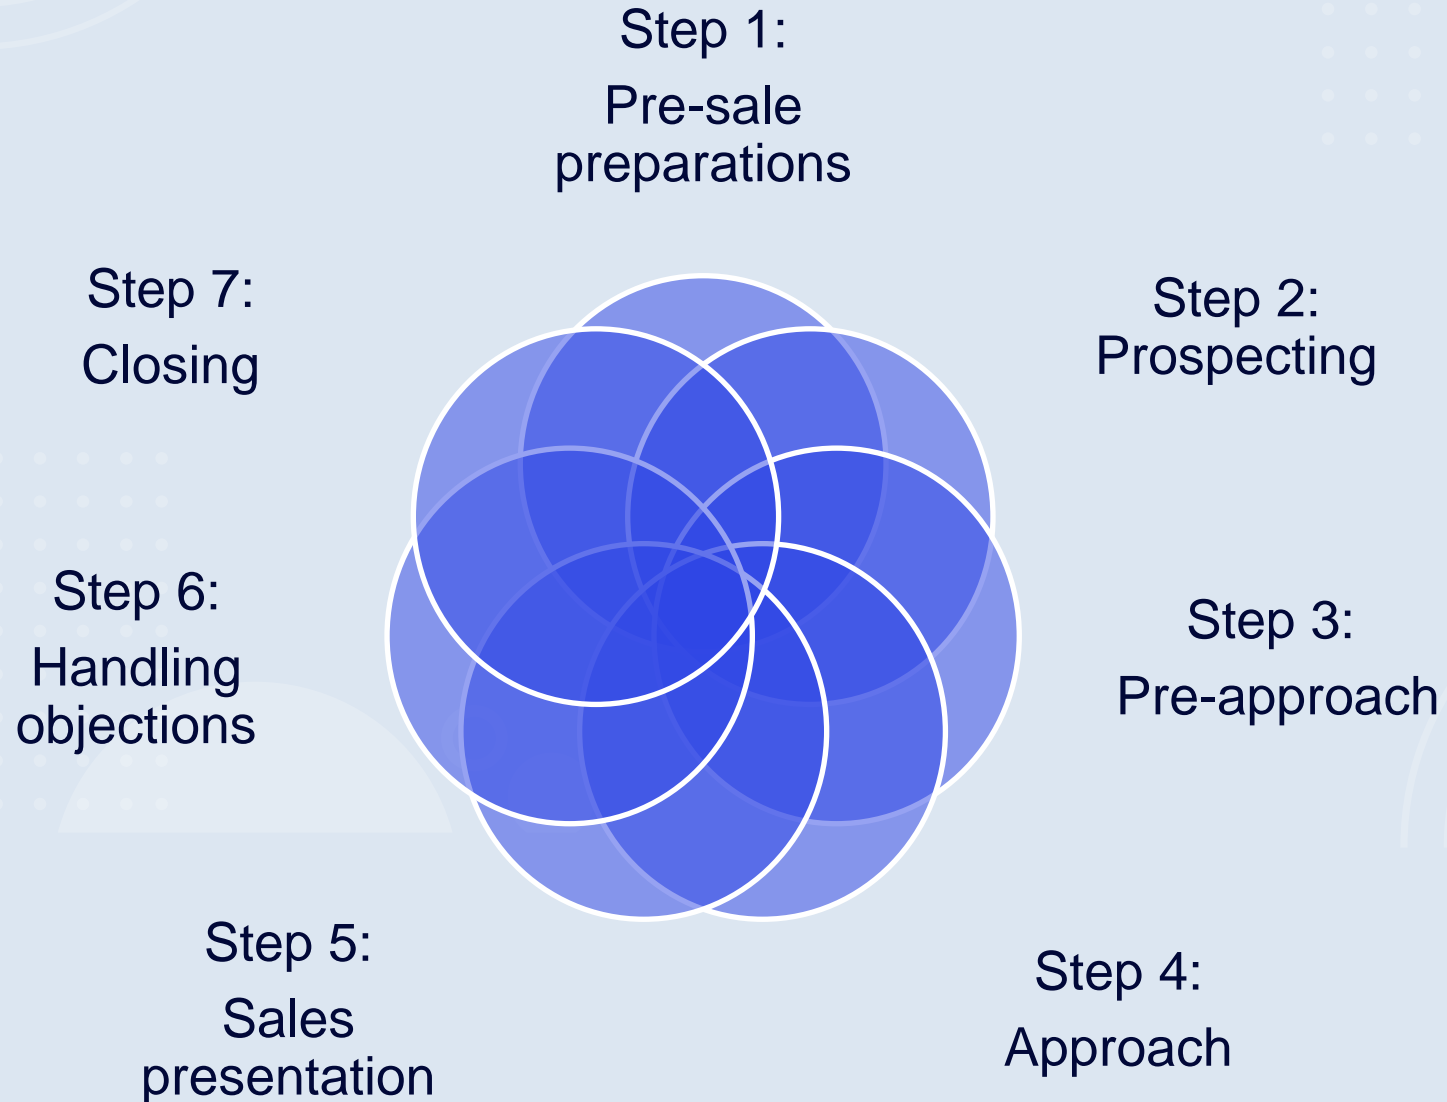 Step 1:
Pre-sale
preparations
Step 2:
Prospecting
Step 3:
Pre-approach
Step 4:
Approach
Step 5:
Sales
presentation
Step 6:
Handling
objections
Step 7:
Closing